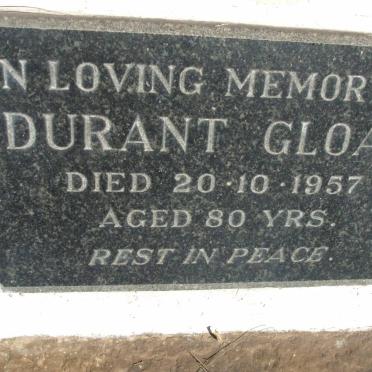 N LOVING MEMOR
DURANT GLOA
DIED 20·10·1957
AGED 80 YRS.
REST IN PEACE.